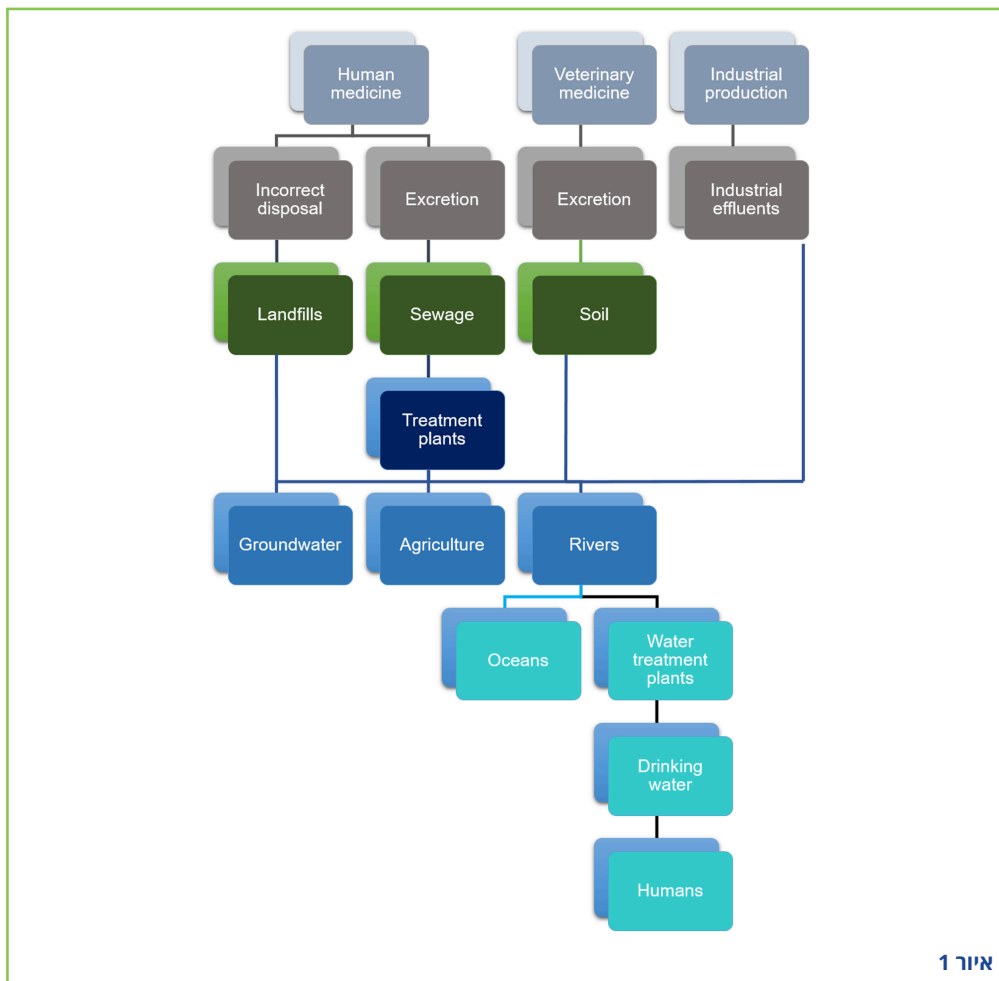 Human
medicine
Veterinary
medicine
Industrial
production
Incorrect
disposal
Excretion
Excretion
Industrial
effluents
Landfills
Sewage
Soil
Treatment
plants
Groundwater
Agriculture
Rivers
Oceans
Water
treatment
plants
Drinking
water
Humans
איור 1